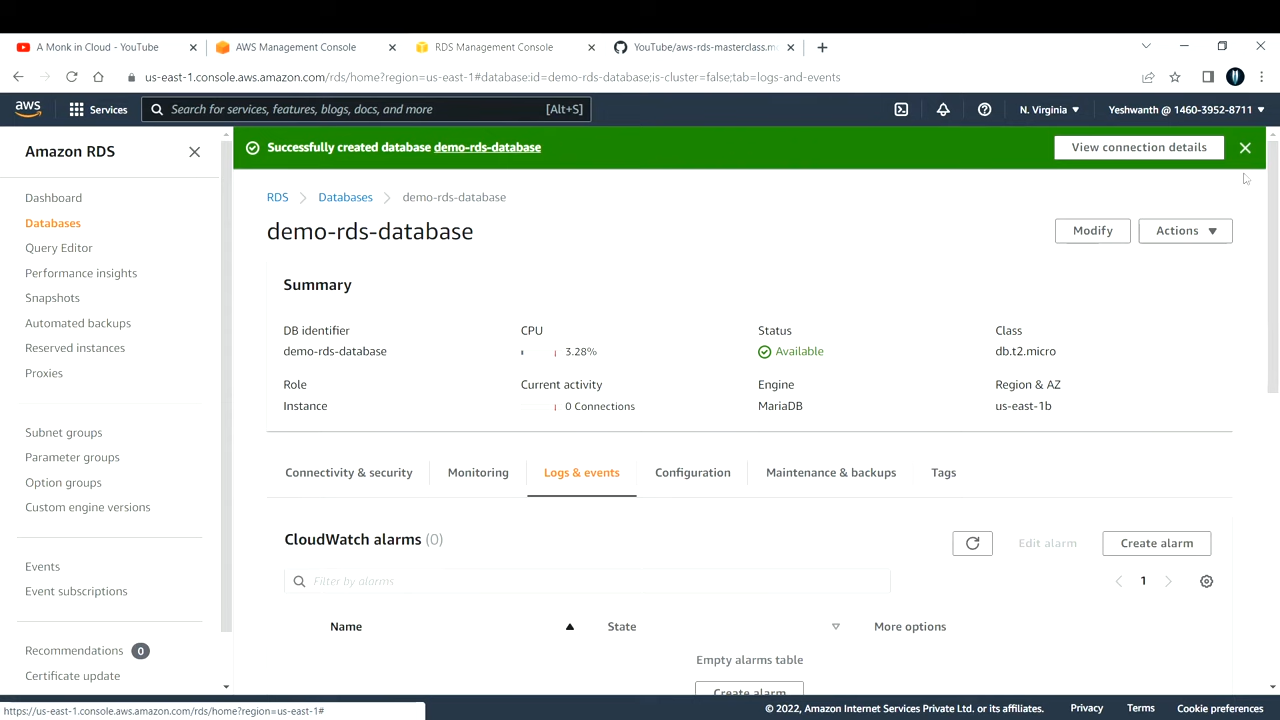 A Monk in Cloud - YouTube
AWS Management Console
RDS Management Console
YouTube/aws-rds-masterclass.m
us-east-1.console.aws.amazon.com/rds/home?region=us-east-1#database:id=demo-rds-database;is-cluster=false;tab=logs-and-events
aws
Services
Search for services, features, blogs, docs, and more
[Alt+S]
N. Virginia
Yeshwanth @ 1460-3952-8711
Amazon RDS
Successfully created database demo-rds-database
View connection details
Dashboard
Databases
Query Editor
Performance insights
Snapshots
Automated backups
Reserved instances
Proxies
Subnet groups
Parameter groups
Option groups
Custom engine versions
Events
Event subscriptions
Recommendations 0
Certificate update
RDS Databases demo-rds-database
demo-rds-database
Modify
Actions
Summary
DB identifier
demo-rds-database
CPU
3.28%
Status
Available
Class
db.t2.micro
Role
Instance
Current activity
0 Connections
Engine
MariaDB
Region & AZ
us-east-1b
Connectivity & security
Monitoring
Logs & events
Configuration
Maintenance & backups
Tags
CloudWatch alarms (0)
Edit alarm
Create alarm
Filter by alarms
1
Name
State
More options
Empty alarms table
Create alarm
https://us-east-1.console.aws.amazon.com/rds/home?region=us-east-1#
© 2022, Amazon Internet Services Private Ltd. or its affiliates.
Privacy
Terms
Cookie preferences